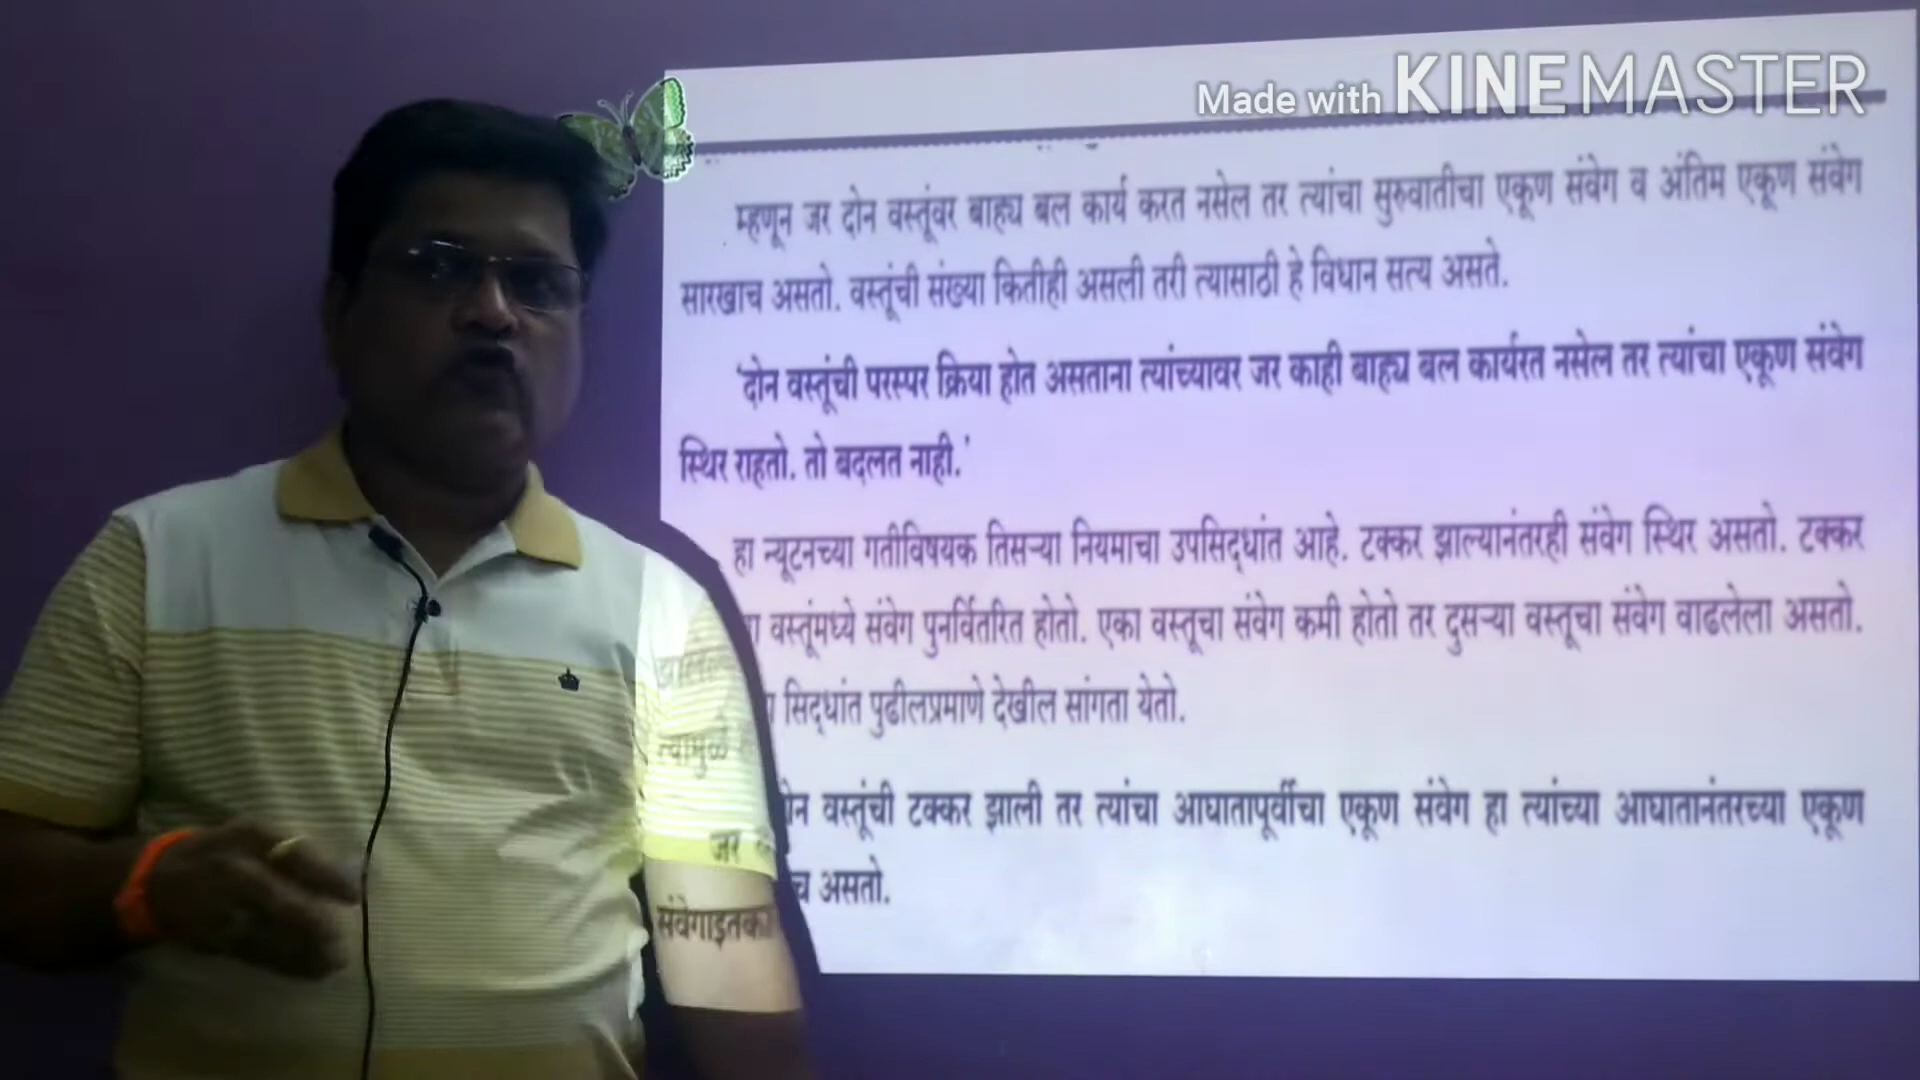 Made with KINEMASTER
म्हणून जर दोन वस्तूंवर बाह्य बल कार्य करत नसेल तर त्यांचा सुरुवातीचा एकूण संवेग व अंतिम एकूण संवेग
सारखाच असतो. वस्तूंची संख्या कितीही असली तरी त्यासाठी हे विधान सत्य असते.
‘दोन वस्तूंची परस्पर क्रिया होत असताना त्यांच्यावर जर काही बाह्य बल कार्यरत नसेल तर त्यांचा एकूण संवेग
स्थिर राहतो. तो बदलत नाही.’
हा न्यूटनच्या गतीविषयक तिसऱ्या नियमाचा उपसिद्धांत आहे. टक्कर झाल्यानंतरही संवेग स्थिर असतो. टक्कर
वस्तूंमध्ये संवेग पुनर्वितरित होतो. एका वस्तूचा संवेग कमी होतो तर दुसऱ्या वस्तूचा संवेग वाढलेला असतो.
त्यामुळे सिद्धांत पुढीलप्रमाणे देखील सांगता येतो.
जर वस्तूंची टक्कर झाली तर त्यांचा आघातापूर्वीचा एकूण संवेग हा त्यांच्या आघातानंतरच्या एकूण
संवेगाइतकाच असतो.